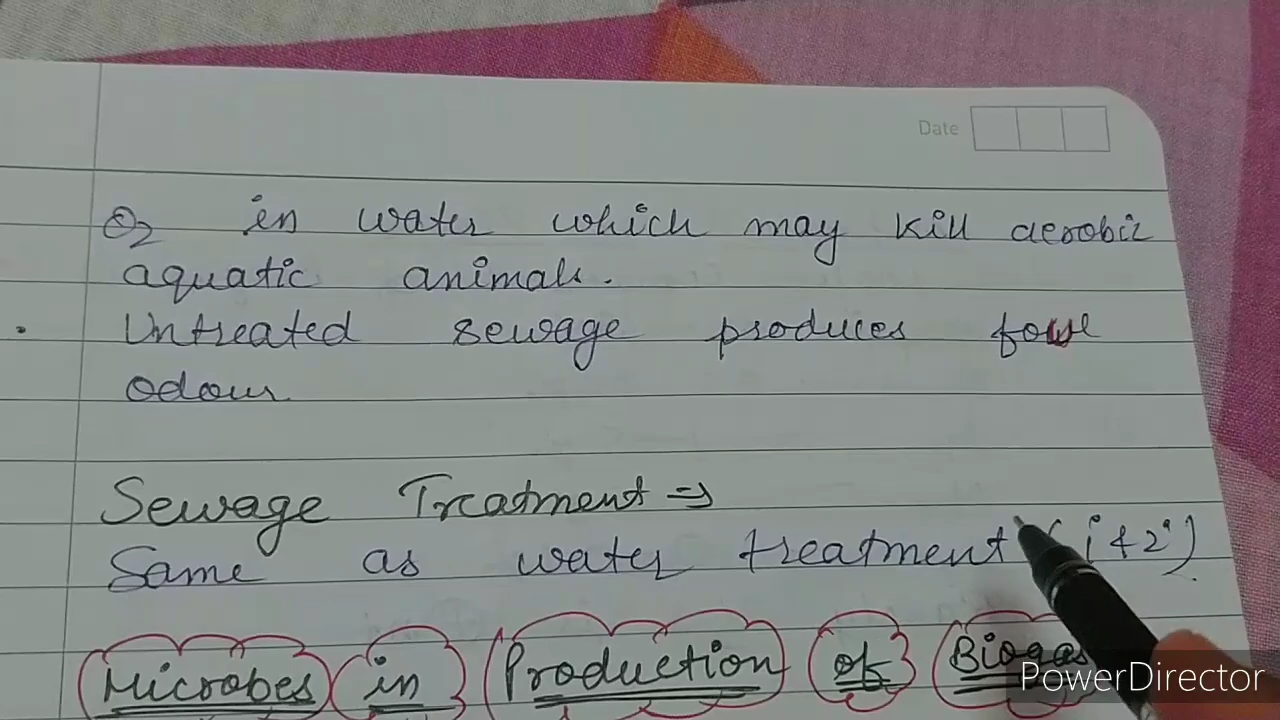 Date
O2 in water which may kill aerobic
aquatic animals.
Untreated sewage produces foul
odour
Sewage Treatment ⇒
Same as water treatment (1° + 2°)
Microbes in Production of Biogas
PowerDirector